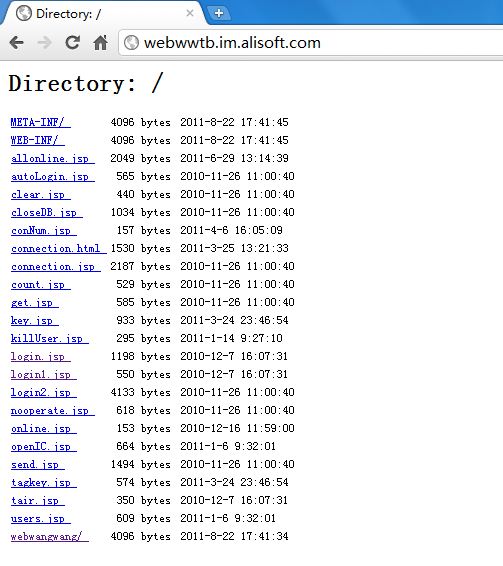 Directory: /
webwwtb.im.alisoft.com
Directory: /
META-INF/ 4096 bytes 2011-8-22 17:41:45
WEB-INF/ 4096 bytes 2011-8-22 17:41:45
allonline.jsp 2049 bytes 2011-6-29 13:14:39
autoLogin.jsp 565 bytes 2010-11-26 11:00:40
clear.jsp 440 bytes 2010-11-26 11:00:40
closeDB.jsp 1034 bytes 2010-11-26 11:00:40
conNum.jsp 157 bytes 2011-4-6 16:05:09
connection.html 1530 bytes 2011-3-25 13:21:33
connection.jsp 2187 bytes 2010-11-26 11:00:40
count.jsp 529 bytes 2010-11-26 11:00:40
get.jsp 585 bytes 2010-11-26 11:00:40
key.jsp 933 bytes 2011-3-24 23:46:54
killUser.jsp 295 bytes 2011-1-14 9:27:10
login.jsp 1198 bytes 2010-12-7 16:07:31
login1.jsp 550 bytes 2010-12-7 16:07:31
login2.jsp 4133 bytes 2010-11-26 11:00:40
nooperate.jsp 618 bytes 2010-11-26 11:00:40
online.jsp 153 bytes 2010-12-16 11:59:00
openIC.jsp 664 bytes 2011-1-6 9:32:01
send.jsp 1494 bytes 2010-11-26 11:00:40
tagkey.jsp 574 bytes 2011-3-24 23:46:54
tair.jsp 350 bytes 2010-12-7 16:07:31
users.jsp 609 bytes 2011-1-6 9:32:01
webwangwang/ 4096 bytes 2011-8-22 17:41:34